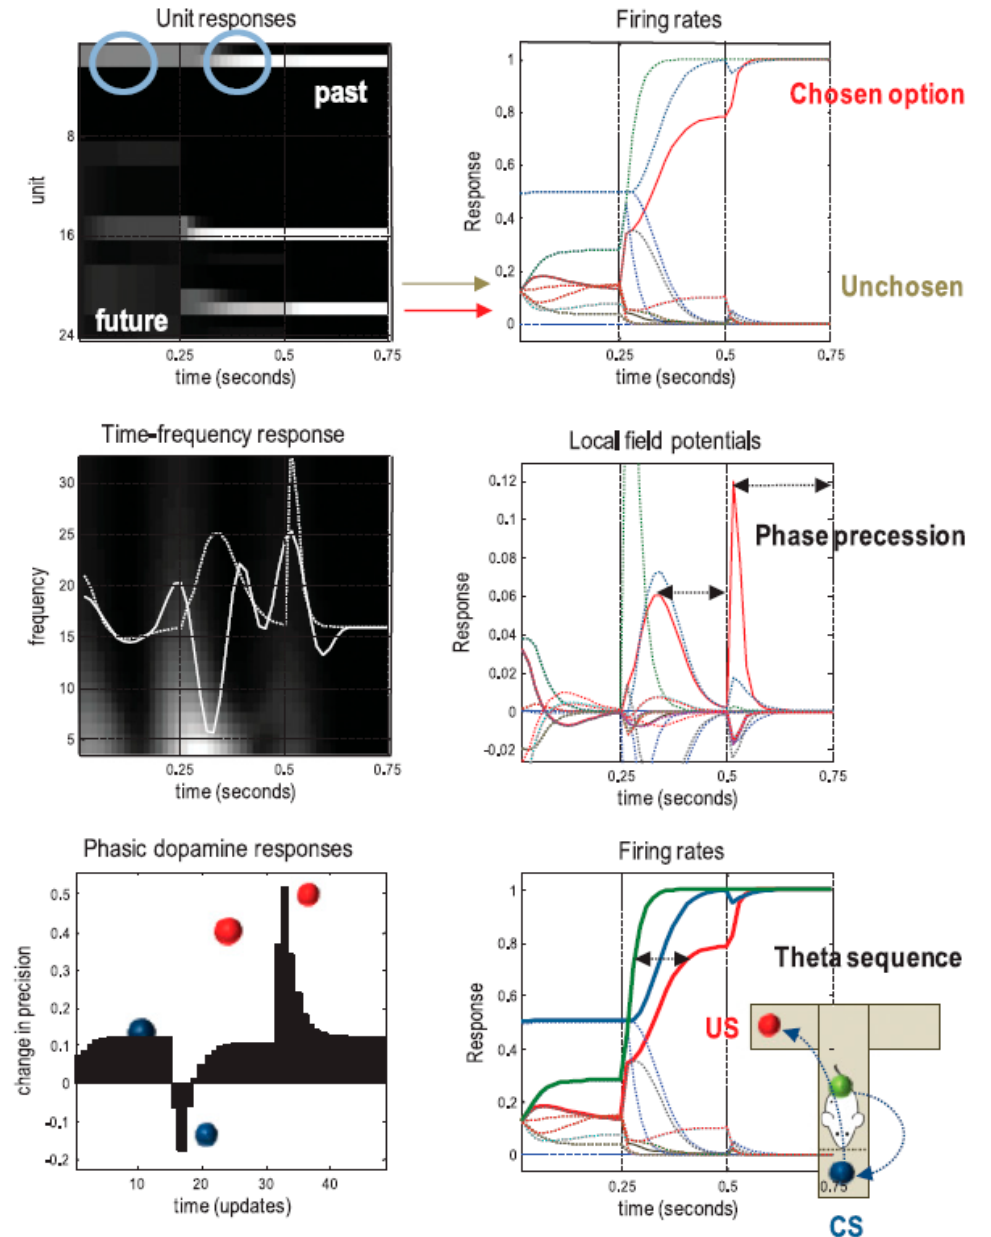 Unit responses
past
future
8
16
24
unit
0.25
0.5
0.75
time (seconds)
Firing rates
1
0.8
0.6
0.4
0.2
0
Response
0.25
0.5
0.75
time (seconds)
Chosen option
Unchosen
Time-frequency response
30
25
20
15
10
5
frequency
0.25
0.5
0.75
time (seconds)
Local field potentials
0.12
0.1
0.08
0.06
0.04
0.02
0
-0.02
Response
Phase precession
0.25
0.5
0.75
time (seconds)
Phasic dopamine responses
0.5
0.4
0.3
0.2
0.1
0
-0.1
-0.2
change in precision
10
20
30
40
time (updates)
Firing rates
1
0.8
0.6
0.4
0.2
0
Response
Theta sequence
US
0.25
0.5
0.75
time (seconds)
CS